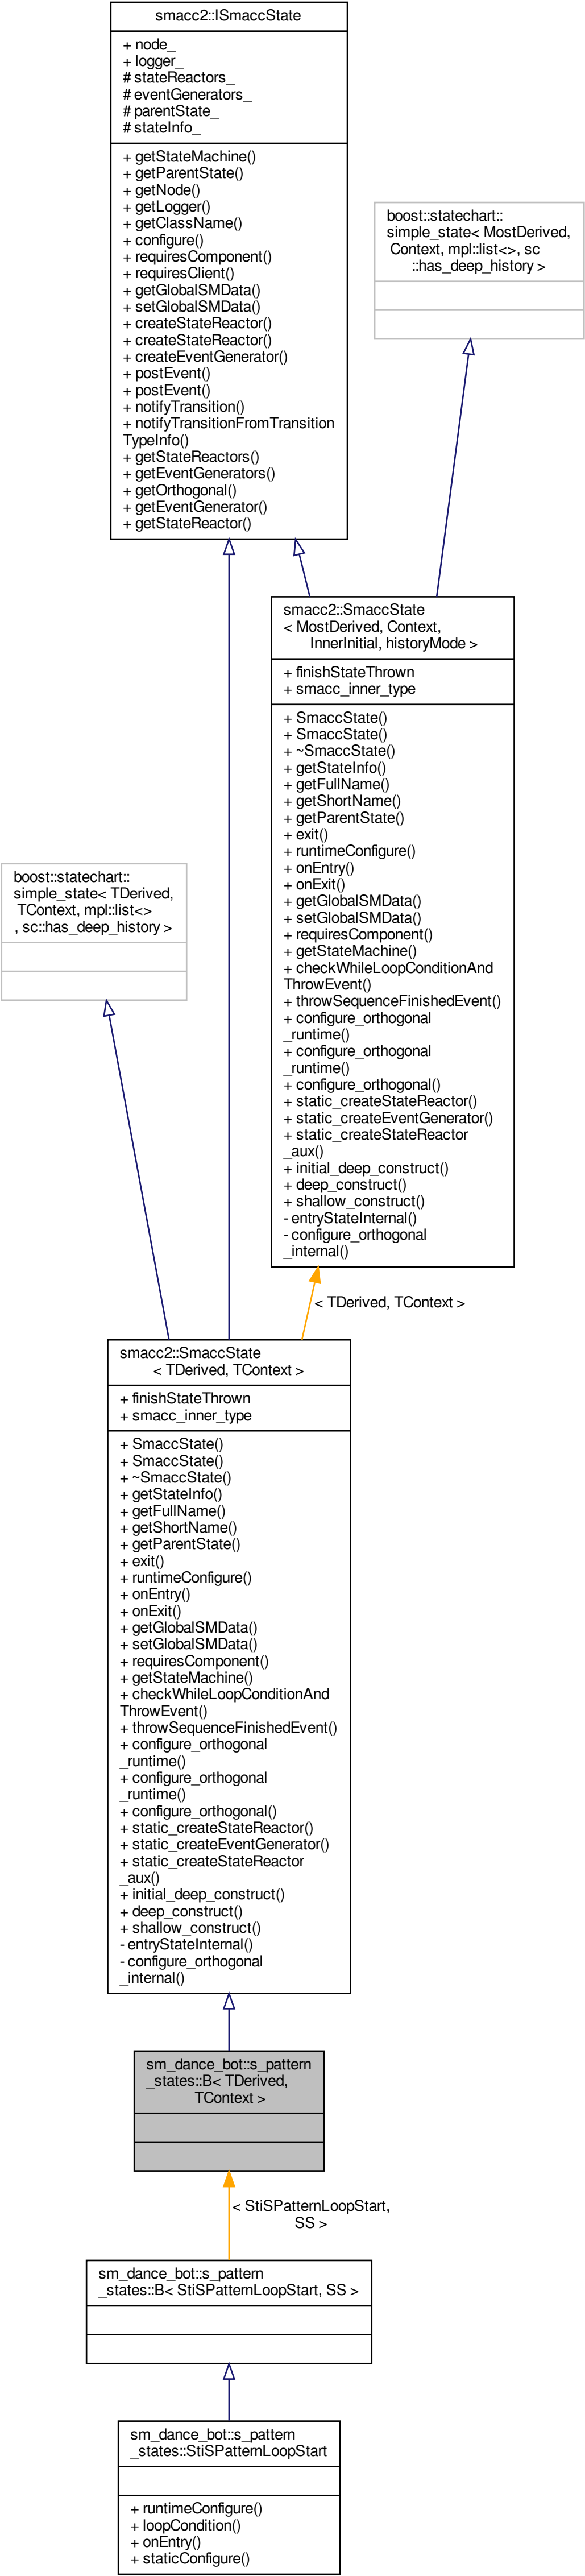 smacc2::ISmaccState
+ node_
+ logger_
# stateReactors_
# eventGenerators_
# parentState_
# stateInfo_
+ getStateMachine()
+ getParentState()
+ getNode()
+ getLogger()
+ getClassName()
+ configure()
+ requiresComponent()
+ requiresClient()
+ getGlobalSMData()
+ setGlobalSMData()
+ createStateReactor()
+ createStateReactor()
+ createEventGenerator()
+ postEvent()
+ postEvent()
+ notifyTransition()
+ notifyTransitionFromTransition
TypeInfo()
+ getStateReactors()
+ getEventGenerators()
+ getOrthogonal()
+ getEventGenerator()
+ getStateReactor()
boost::statechart::
simple_state< MostDerived,
Context, mpl::list<>, sc
::has_deep_history >
smacc2::SmaccState
< MostDerived, Context,
InnerInitial, historyMode >
+ finishStateThrown
+ smacc_inner_type
+ SmaccState()
+ SmaccState()
+ ~SmaccState()
+ getStateInfo()
+ getFullName()
+ getShortName()
+ getParentState()
+ exit()
+ runtimeConfigure()
+ onEntry()
+ onExit()
+ getGlobalSMData()
+ setGlobalSMData()
+ requiresComponent()
+ getStateMachine()
+ checkWhileLoopConditionAnd
ThrowEvent()
+ throwSequenceFinishedEvent()
+ configure_orthogonal
_runtime()
+ configure_orthogonal
_runtime()
+ configure_orthogonal()
+ static_createStateReactor()
+ static_createEventGenerator()
+ static_createStateReactor
_aux()
+ initial_deep_construct()
+ deep_construct()
+ shallow_construct()
- entryStateInternal()
- configure_orthogonal
_internal()
boost::statechart::
simple_state< TDerived,
TContext, mpl::list<>
, sc::has_deep_history >
< TDerived, TContext >
smacc2::SmaccState
< TDerived, TContext >
+ finishStateThrown
+ smacc_inner_type
+ SmaccState()
+ SmaccState()
+ ~SmaccState()
+ getStateInfo()
+ getFullName()
+ getShortName()
+ getParentState()
+ exit()
+ runtimeConfigure()
+ onEntry()
+ onExit()
+ getGlobalSMData()
+ setGlobalSMData()
+ requiresComponent()
+ getStateMachine()
+ checkWhileLoopConditionAnd
ThrowEvent()
+ throwSequenceFinishedEvent()
+ configure_orthogonal
_runtime()
+ configure_orthogonal
_runtime()
+ configure_orthogonal()
+ static_createStateReactor()
+ static_createEventGenerator()
+ static_createStateReactor
_aux()
+ initial_deep_construct()
+ deep_construct()
+ shallow_construct()
- entryStateInternal()
- configure_orthogonal
_internal()
sm_dance_bot::s_pattern
_states::B< TDerived,
TContext >
< StiSPatternLoopStart,
SS >
sm_dance_bot::s_pattern
_states::B< StiSPatternLoopStart, SS >
sm_dance_bot::s_pattern
_states::StiSPatternLoopStart
+ runtimeConfigure()
+ loopCondition()
+ onEntry()
+ staticConfigure()